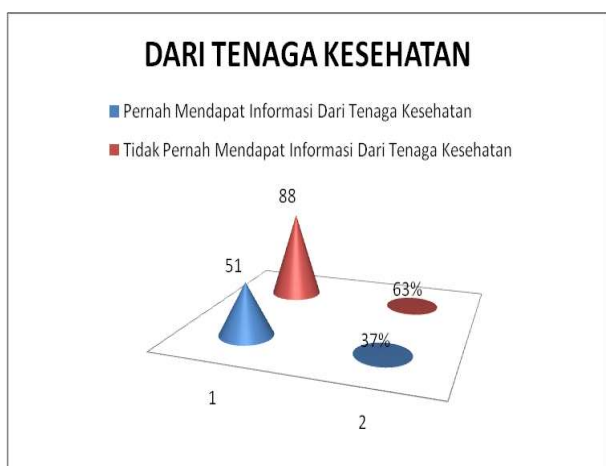 DARI TENAGA KESEHATAN
Pernah Mendapat Informasi Dari Tenaga Kesehatan
Tidak Pernah Mendapat Informasi Dari Tenaga Kesehatan
88
51
63%
37%
1
2